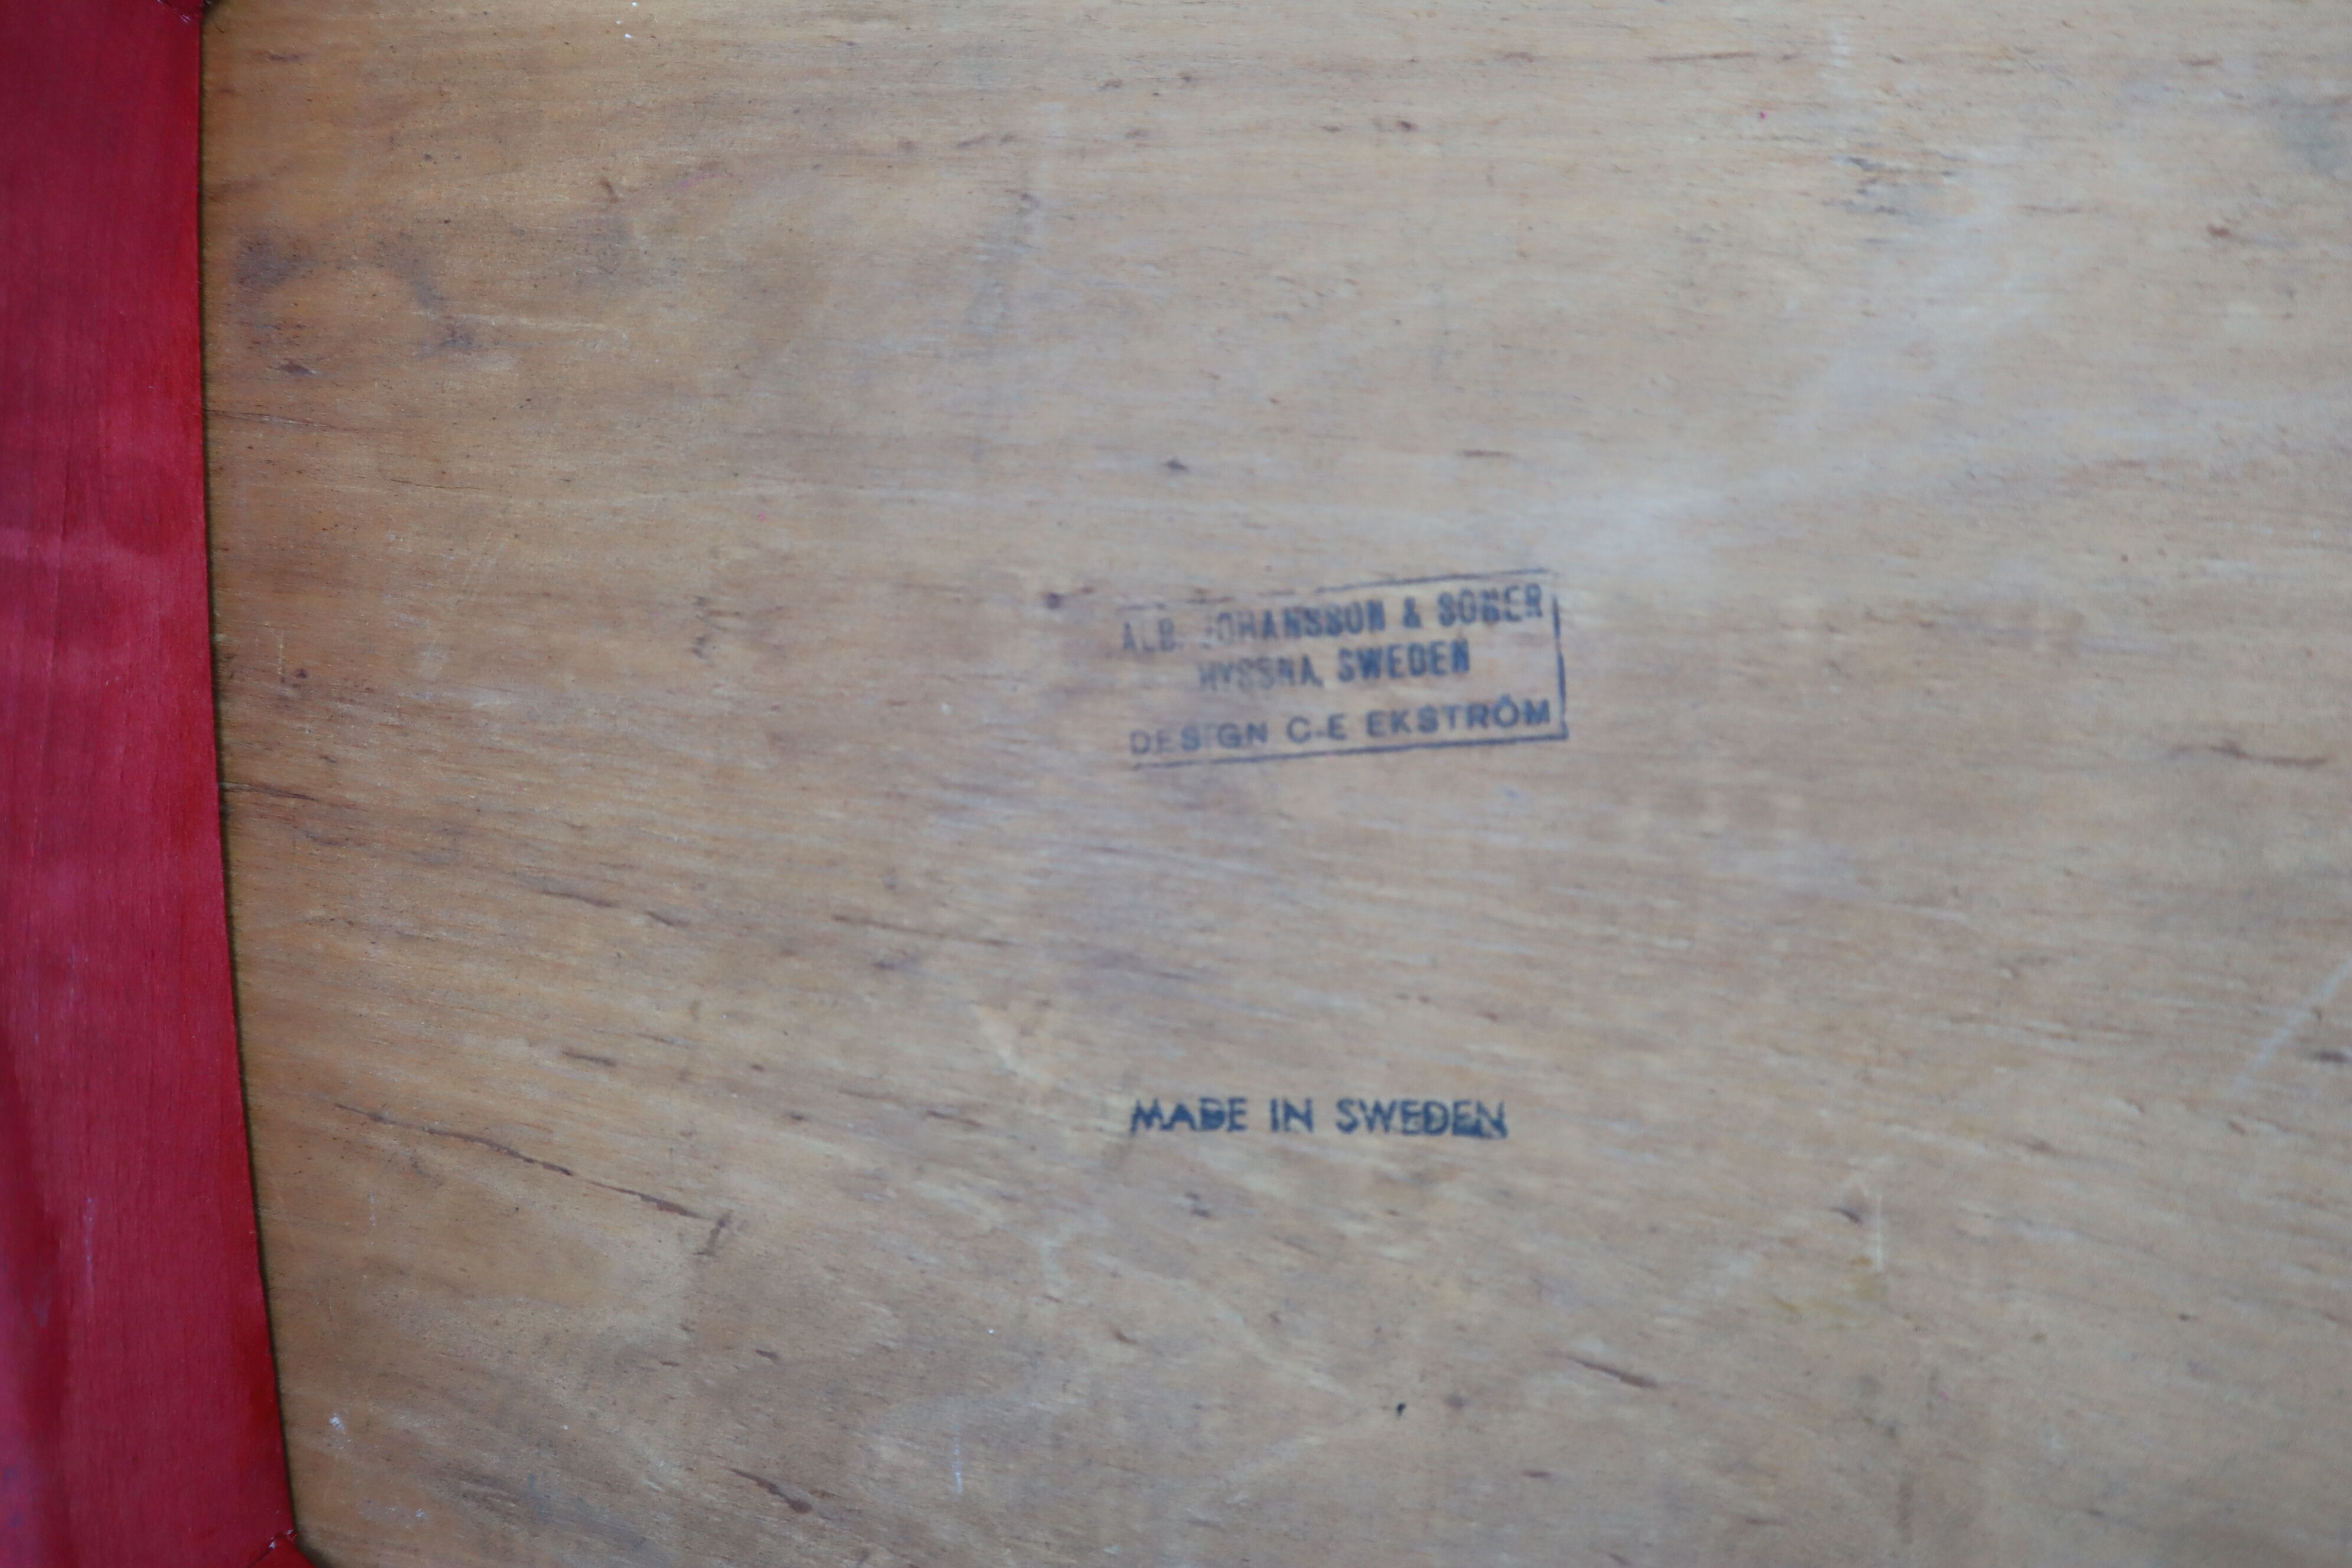 ALB. JOHANSSON & SÖNER
HYSSNA, SWEDEN
DESIGN C-E EKSTRÖM
MADE IN SWEDEN